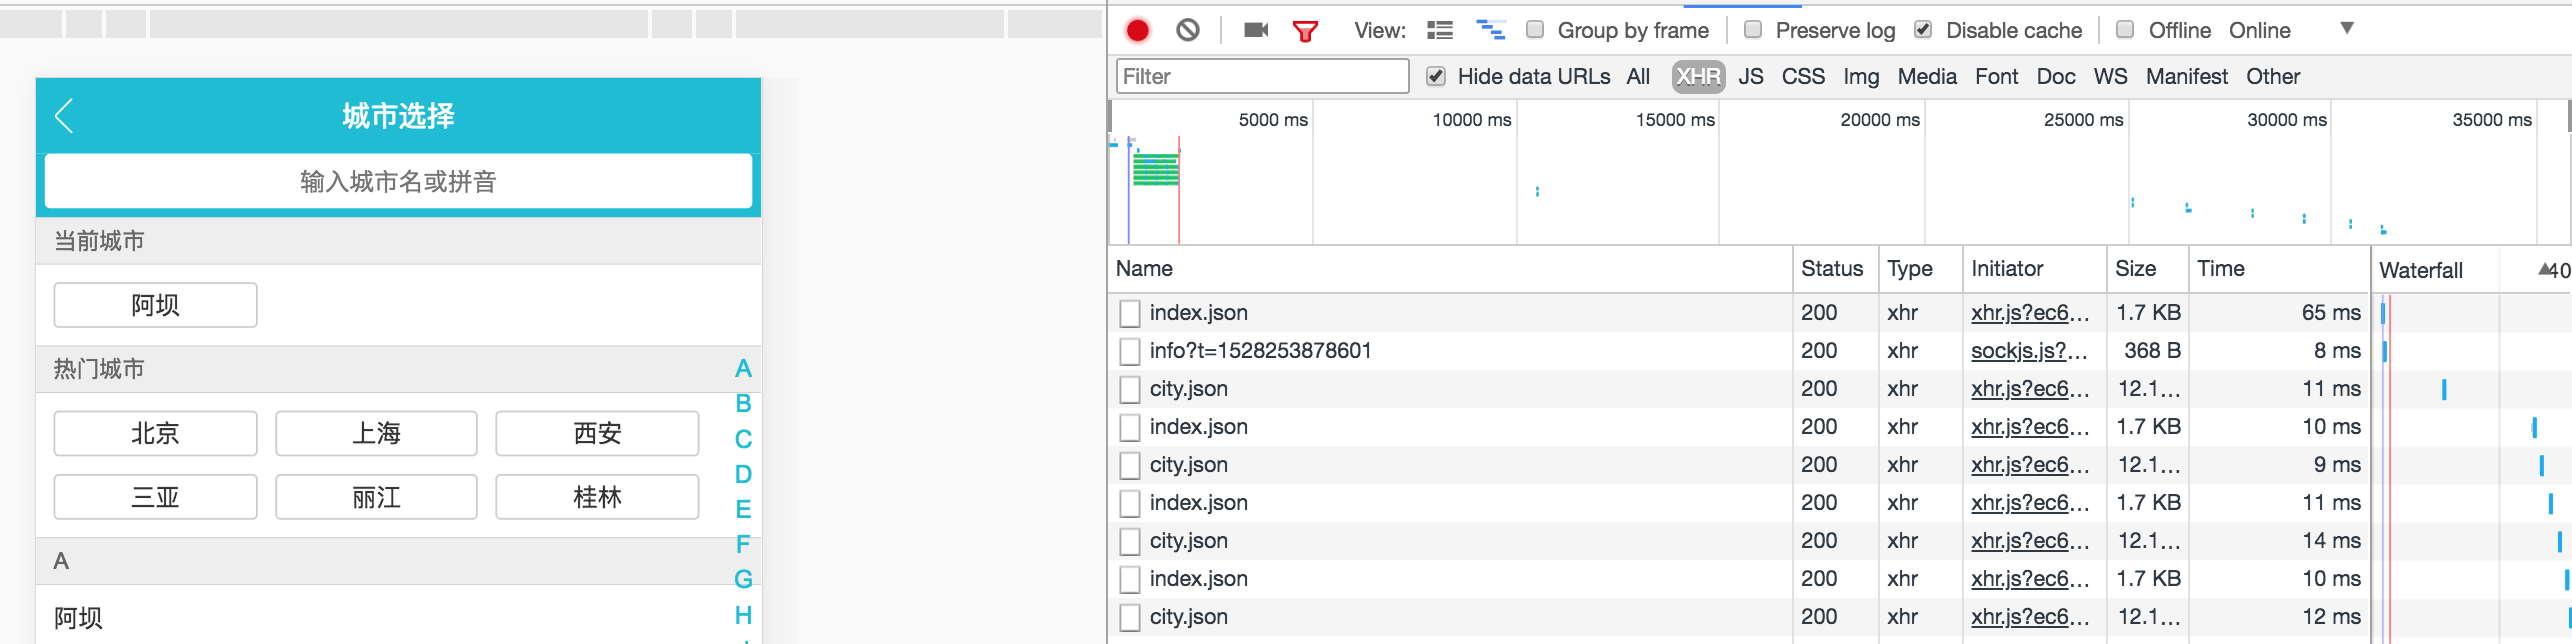 城市选择
输入城市名或拼音
当前城市
阿坝
热门城市
北京 上海 西安
三亚 丽江 桂林
A
阿坝
A
B
C
D
E
F
G
H
View: Group by frame Preserve log Disable cache Offline Online
Filter Hide data URLs All XHR JS CSS Img Media Font Doc WS Manifest Other
5000 ms 10000 ms 15000 ms 20000 ms 25000 ms 30000 ms 35000 ms
Name Status Type Initiator Size Time Waterfall 40
index.json 200 xhr xhr.js?ec6... 1.7 KB 65 ms
info?t=1528253878601 200 xhr sockjs.js?... 368 B 8 ms
city.json 200 xhr xhr.js?ec6... 12.1... 11 ms
index.json 200 xhr xhr.js?ec6... 1.7 KB 10 ms
city.json 200 xhr xhr.js?ec6... 12.1... 9 ms
index.json 200 xhr xhr.js?ec6... 1.7 KB 11 ms
city.json 200 xhr xhr.js?ec6... 12.1... 14 ms
index.json 200 xhr xhr.js?ec6... 1.7 KB 10 ms
city.json 200 xhr xhr.js?ec6... 12.1... 12 ms